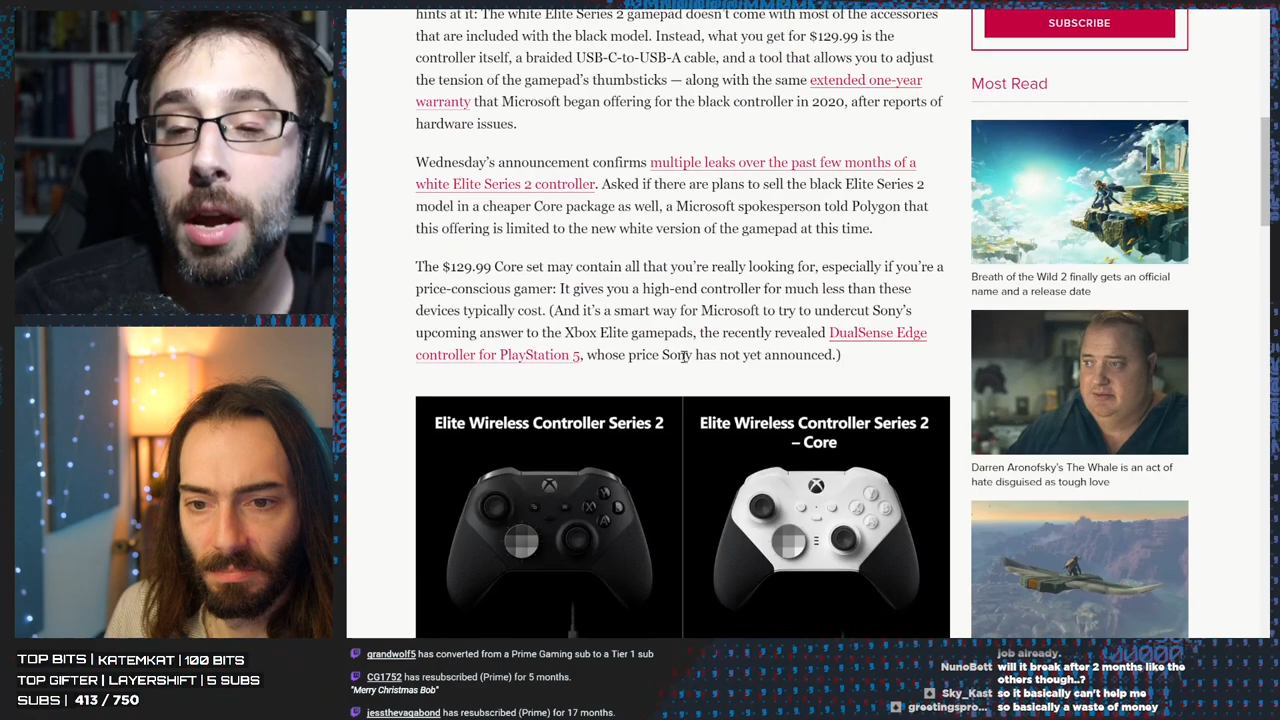 hints at it: The white Elite Series 2 gamepad doesn't come with most of the accessories
that are included with the black model. Instead, what you get for $129.99 is the
controller itself, a braided USB-C-to-USB-A cable, and a tool that allows you to adjust
the tension of the gamepad's thumbsticks — along with the same extended one-year
warranty that Microsoft began offering for the black controller in 2020, after reports of
hardware issues.
Wednesday's announcement confirms multiple leaks over the past few months of a
white Elite Series 2 controller. Asked if there are plans to sell the black Elite Series 2
model in a cheaper Core package as well, a Microsoft spokesperson told Polygon that
this offering is limited to the new white version of the gamepad at this time.
The $129.99 Core set may contain all that you're really looking for, especially if you're a
price-conscious gamer: It gives you a high-end controller for much less than these
devices typically cost. (And it's a smart way for Microsoft to try to undercut Sony's
upcoming answer to the Xbox Elite gamepads, the recently revealed DualSense Edge
controller for PlayStation 5, whose price Sony has not yet announced.)
Elite Wireless Controller Series 2
Elite Wireless Controller Series 2
– Core
SUBSCRIBE
Most Read
Breath of the Wild 2 finally gets an official
name and a release date
Darren Aronofsky's The Whale is an act of
hate disguised as tough love
TOP BITS | KATEMKAT | 100 BITS
TOP GIFTER | LAYERSHIFT | 5 SUBS
SUBS | 413 / 750
grandwolf5 has converted from a Prime Gaming sub to a Tier 1 sub
CG1752 has resubscribed (Prime) for 5 months.
"Merry Christmas Bob"
jessthevagabond has resubscribed (Prime) for 17 months.
job already.
NunoBett will it break after 2 months like the
others though..?
Sky_Kast so it basically can't help me
greetingspro... so basically a waste of money